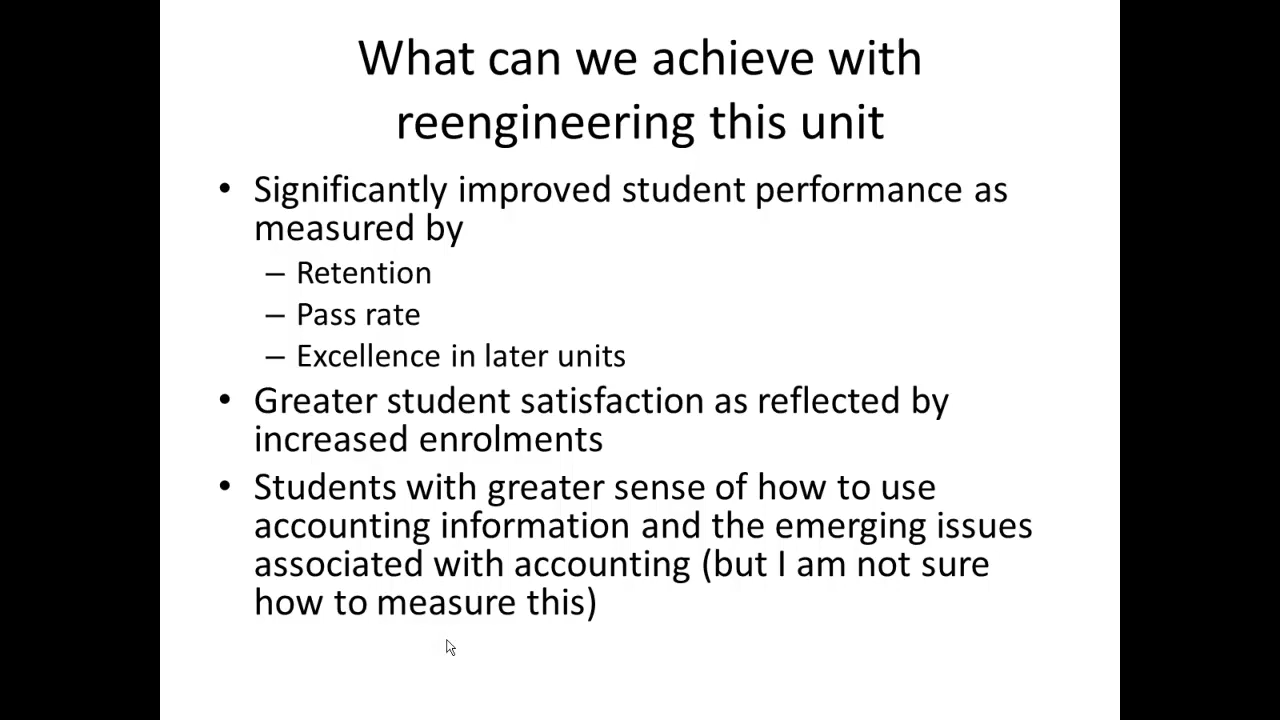 What can we achieve with
reengineering this unit
• Significantly improved student performance as
measured by
– Retention
– Pass rate
– Excellence in later units
• Greater student satisfaction as reflected by
increased enrolments
• Students with greater sense of how to use
accounting information and the emerging issues
associated with accounting (but I am not sure
how to measure this)